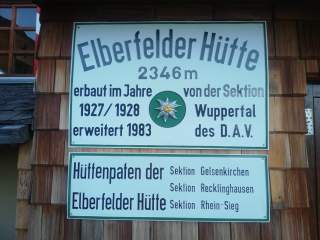 Elberfelder Hütte
2346 m
erbaut im Jahre von der Sektion
1927/1928 Wuppertal
erweitert 1983 des D.A.V.
Hüttenpaten der Sektion Gelsenkirchen
Sektion Recklinghausen
Elberfelder Hütte Sektion Rhein-Sieg